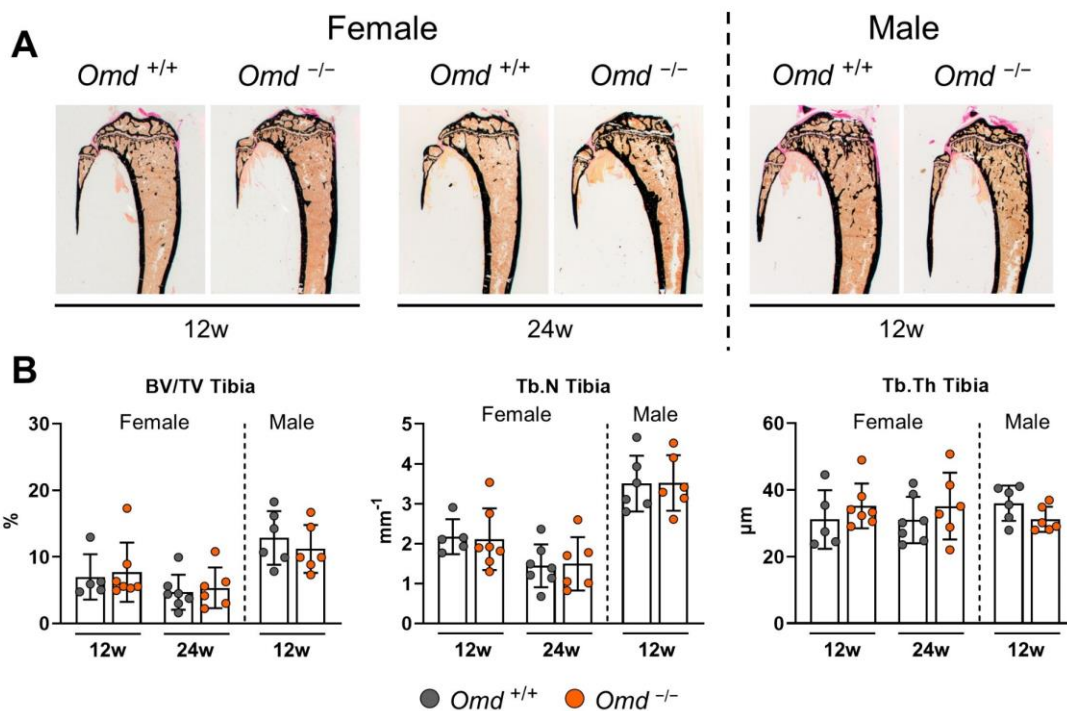 A
Female
Male
Omd +/+
Omd –/–
Omd +/+
Omd –/–
Omd +/+
Omd –/–
12w
24w
12w
B
BV/TV Tibia
Female
Male
%
30
20
10
0
12w
24w
12w
Tb.N Tibia
Female
Male
mm-1
5
4
3
2
1
0
12w
24w
12w
Tb.Th Tibia
Female
Male
µm
60
40
20
0
12w
24w
12w
Omd +/+
Omd –/–